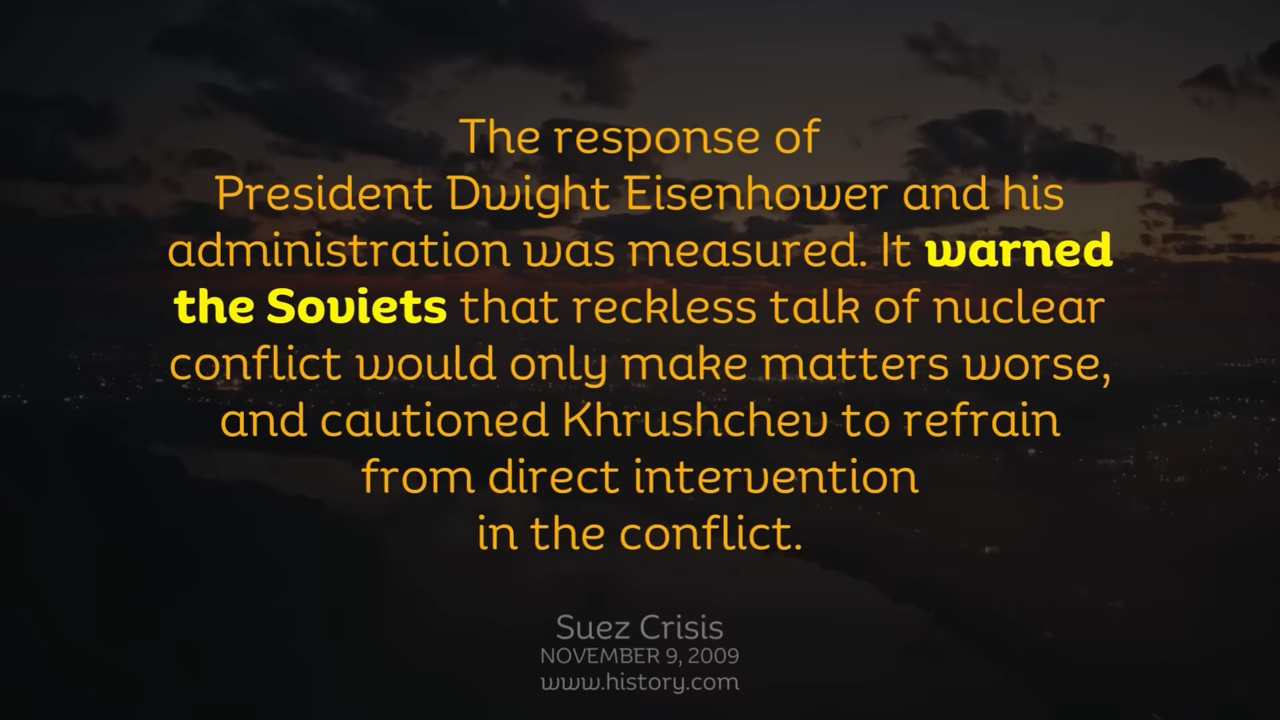 The response of
President Dwight Eisenhower and his
administration was measured. It warned
the Soviets that reckless talk of nuclear
conflict would only make matters worse,
and cautioned Khrushchev to refrain
from direct intervention
in the conflict.
Suez Crisis
NOVEMBER 9, 2009
www.history.com